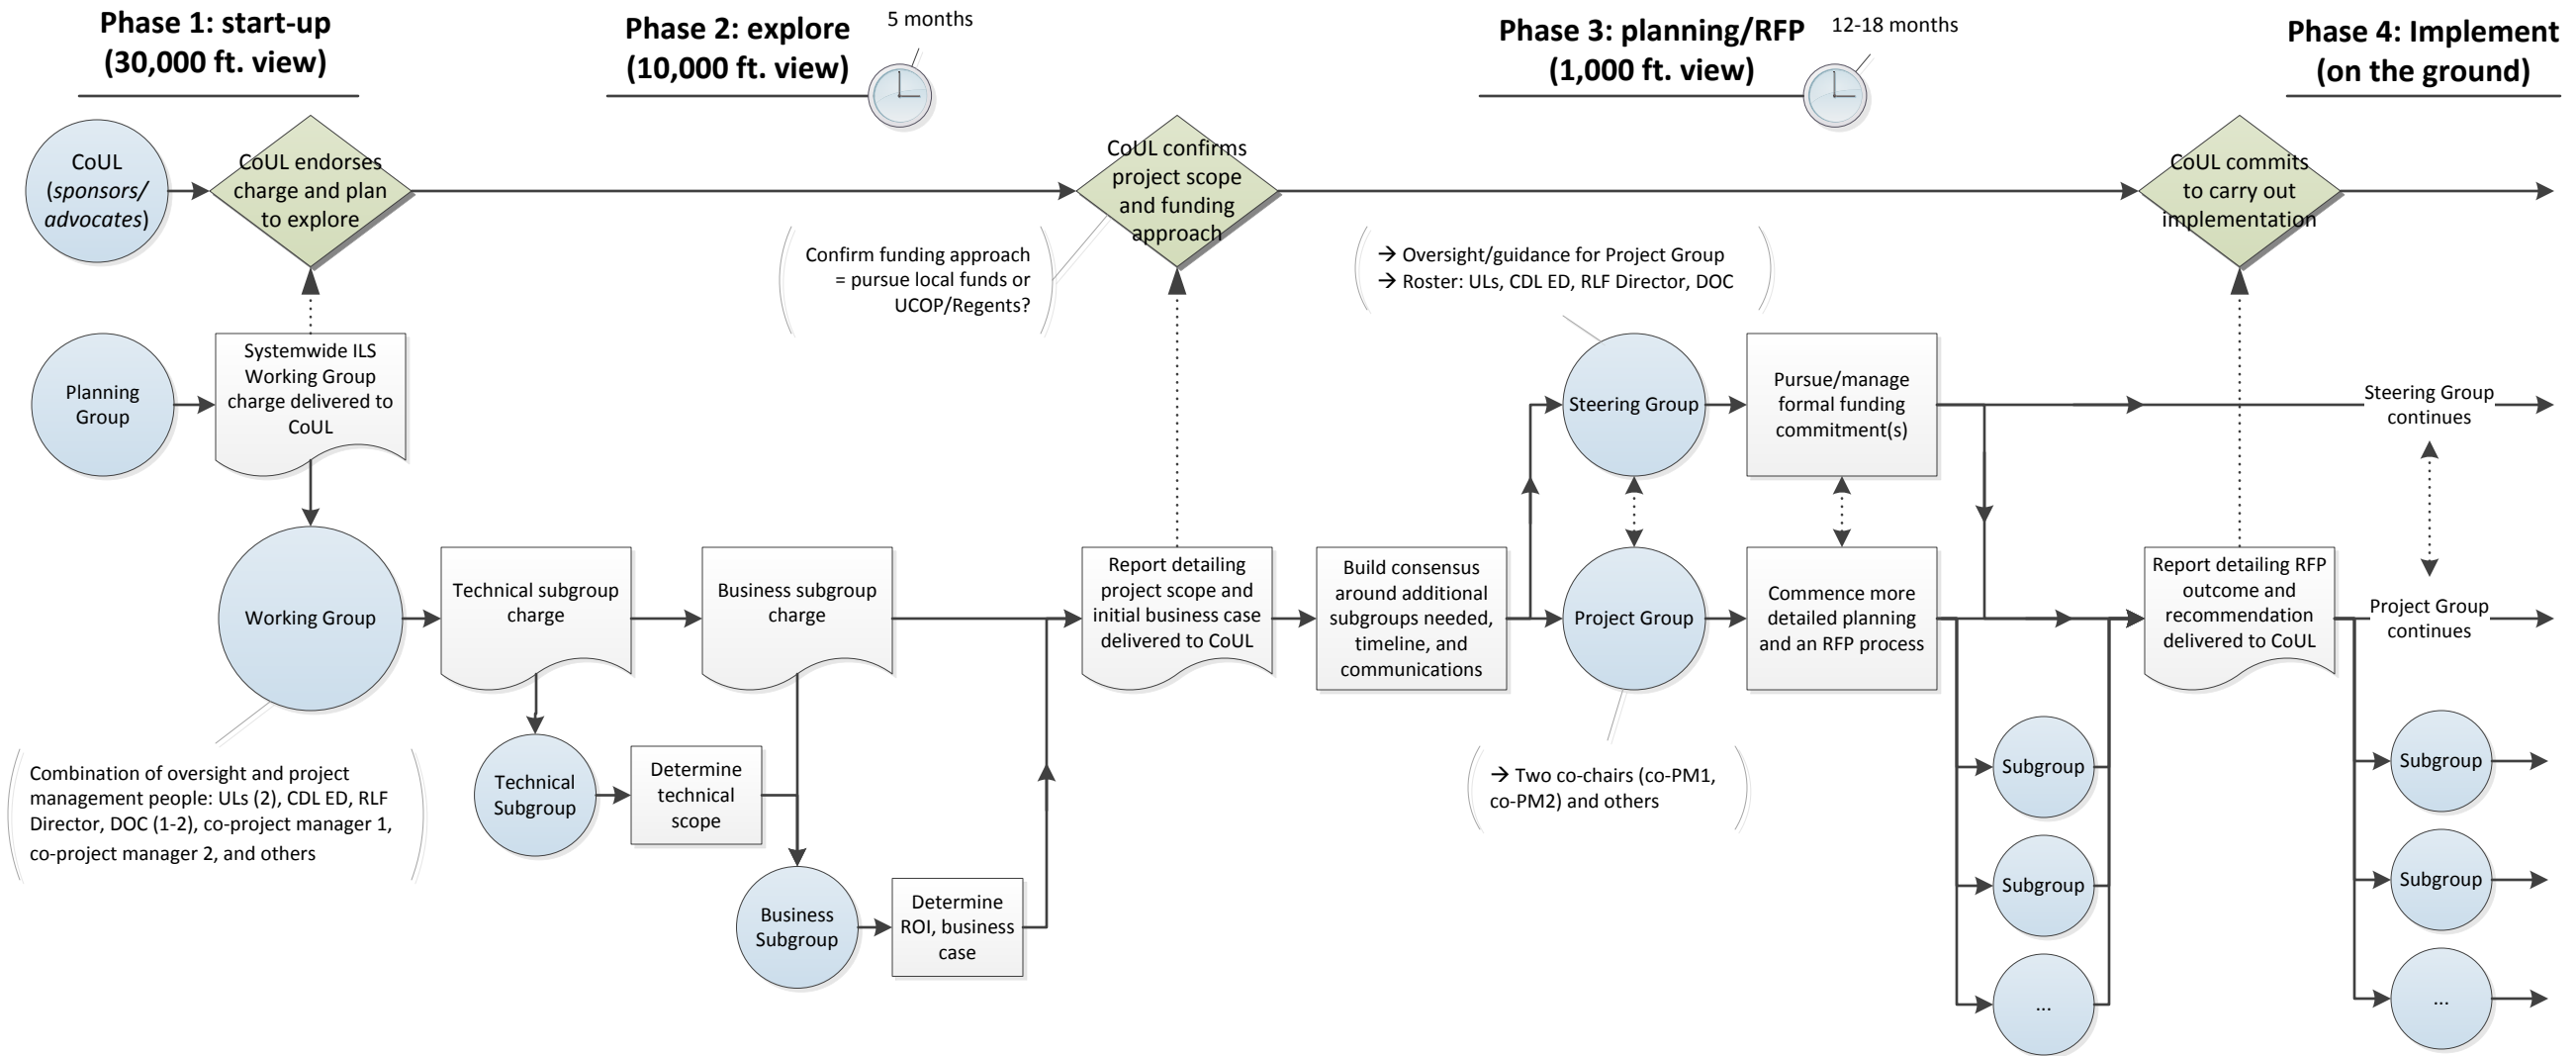 Phase 1: start-up
(30,000 ft. view)
Phase 2: explore
(10,000 ft. view)
5 months
Phase 3: planning/RFP
(1,000 ft. view)
12-18 months
Phase 4: Implement
(on the ground)
CoUL
(sponsors/
advocates)
CoUL endorses
charge and plan
to explore
CoUL confirms
project scope
and funding
approach
CoUL commits
to carry out
implementation
Confirm funding approach
= pursue local funds or
UCOP/Regents?
→ Oversight/guidance for Project Group
→ Roster: ULs, CDL ED, RLF Director, DOC
Planning
Group
Systwemwide ILS
Working Group
charge delivered to
CoUL
Steering Group
Pursue/manage
formal funding
commitment(s)
Steering Group
continues
Working Group
Technical subgroup
charge
Business subgroup
charge
Report detailing
project scope and
initial business case
delivered to CoUL
Build consensus
around additional
subgroups needed,
timeline, and
communications
Project Group
Commence more
detailed planning
and an RFP process
Report detailing RFP
outcome and
recommendation
delivered to CoUL
Project Group
continues
Combination of oversight and project
management people: ULs (2), CDL ED, RLF
Director, DOC (1-2), co-project manager 1,
co-project manager 2, and others
Technical
Subgroup
Determine
technical
scope
→ Two co-chairs (co-PM1,
co-PM2) and others
Subgroup
Subgroup
Business
Subgroup
Determine
ROI, business
case
Subgroup
Subgroup
...
...